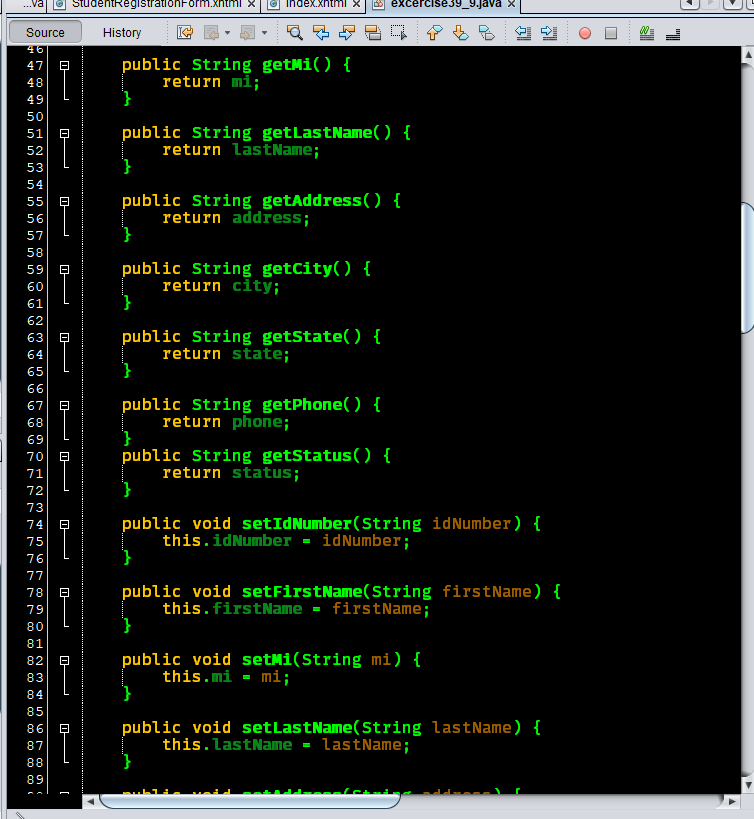 ...va StudentRegistrationForm.xhtml index.xhtml excercise39_9.java
Source History
46
47 public String getMi() {
48 return mi;
49 }
50
51 public String getLastName() {
52 return lastName;
53 }
54
55 public String getAddress() {
56 return address;
57 }
58
59 public String getCity() {
60 return city;
61 }
62
63 public String getState() {
64 return state;
65 }
66
67 public String getPhone() {
68 return phone;
69 }
70 public String getStatus() {
71 return status;
72 }
73
74 public void setIdNumber(String idNumber) {
75 this.idNumber = idNumber;
76 }
77
78 public void setFirstName(String firstName) {
79 this.firstName = firstName;
80 }
81
82 public void setMi(String mi) {
83 this.mi = mi;
84 }
85
86 public void setLastName(String lastName) {
87 this.lastName = lastName;
88 }
89
90 public void setAddress(String address) {